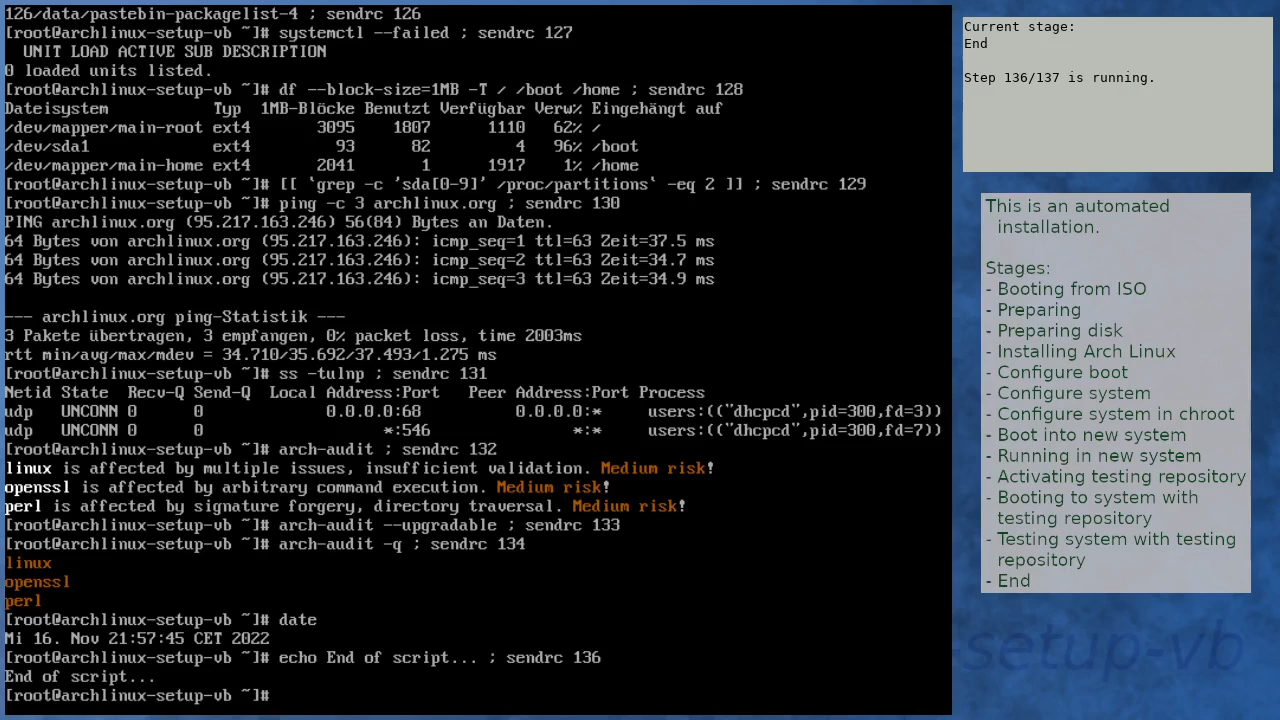 126/data/pastebin-packagelist-4 ; sendrc 126
[root@archlinux-setup-vb ~]# systemctl --failed ; sendrc 127
  UNIT LOAD ACTIVE SUB DESCRIPTION
0 loaded units listed.
[root@archlinux-setup-vb ~]# df --block-size=1MB -T / /boot /home ; sendrc 128
Dateisystem           Typ  1MB-Blöcke Benutzt Verfügbar Verw% Eingehängt auf
/dev/mapper/main-root ext4       3095    1807      1110   62% /
/dev/sda1             ext4         93      82         4   96% /boot
/dev/mapper/main-home ext4       2041       1      1917    1% /home
[root@archlinux-setup-vb ~]# [[ `grep -c 'sda[0-9]' /proc/partitions` -eq 2 ]] ; sendrc 129
[root@archlinux-setup-vb ~]# ping -c 3 archlinux.org ; sendrc 130
PING archlinux.org (95.217.163.246) 56(84) Bytes an Daten.
64 Bytes von archlinux.org (95.217.163.246): icmp_seq=1 ttl=63 Zeit=37.5 ms
64 Bytes von archlinux.org (95.217.163.246): icmp_seq=2 ttl=63 Zeit=34.7 ms
64 Bytes von archlinux.org (95.217.163.246): icmp_seq=3 ttl=63 Zeit=34.9 ms

--- archlinux.org ping-Statistik ---
3 Pakete übertragen, 3 empfangen, 0% packet loss, time 2003ms
rtt min/avg/max/mdev = 34.710/35.692/37.493/1.275 ms
[root@archlinux-setup-vb ~]# ss -tulnp ; sendrc 131
Netid State  Recv-Q Send-Q  Local Address:Port   Peer Address:Port Process
udp   UNCONN 0      0             0.0.0.0:68          0.0.0.0:*     users:(("dhcpcd",pid=300,fd=3))
udp   UNCONN 0      0                  *:546               *:*     users:(("dhcpcd",pid=300,fd=7))
[root@archlinux-setup-vb ~]# arch-audit ; sendrc 132
linux is affected by multiple issues, insufficient validation. Medium risk!
openssl is affected by arbitrary command execution. Medium risk!
perl is affected by signature forgery, directory traversal. Medium risk!
[root@archlinux-setup-vb ~]# arch-audit --upgradable ; sendrc 133
[root@archlinux-setup-vb ~]# arch-audit -q ; sendrc 134
linux
openssl
perl
[root@archlinux-setup-vb ~]# date
Mi 16. Nov 21:57:45 CET 2022
[root@archlinux-setup-vb ~]# echo End of script... ; sendrc 136
End of script...
[root@archlinux-setup-vb ~]#
Current stage:
End

Step 136/137 is running.
This is an automated
installation.

Stages:
- Booting from ISO
- Preparing
- Preparing disk
- Installing Arch Linux
- Configure boot
- Configure system
- Configure system in chroot
- Boot into new system
- Running in new system
- Activating testing repository
- Booting to system with
testing repository
- Testing system with testing
repository
- End
-setup-vb